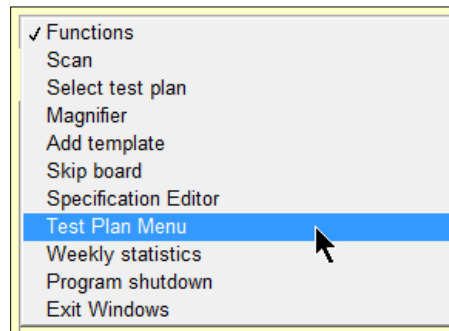 ✓ Functions
Scan
Select test plan
Magnifier
Add template
Skip board
Specification Editor
Test Plan Menu
Weekly statistics
Program shutdown
Exit Windows